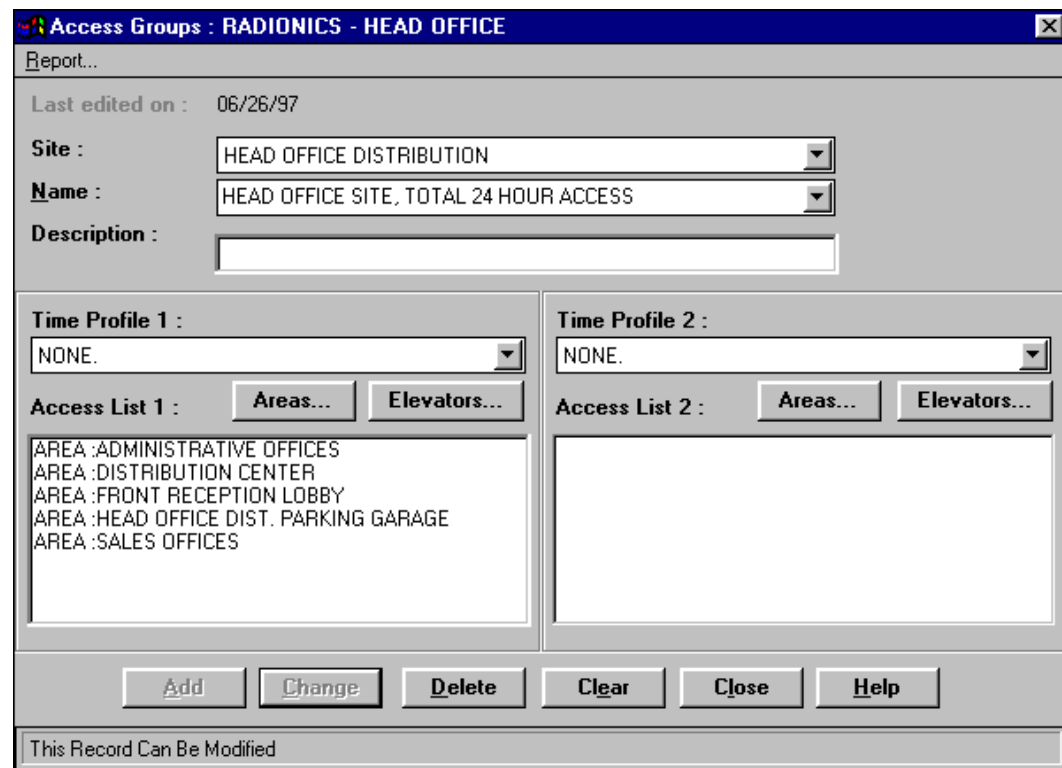 Access Groups : RADIONICS - HEAD OFFICE
Report...
Last edited on : 06/26/97
Site : HEAD OFFICE DISTRIBUTION
Name : HEAD OFFICE SITE, TOTAL 24 HOUR ACCESS
Description :
Time Profile 1 :
NONE.
Access List 1 : Areas... Elevators...
AREA :ADMINISTRATIVE OFFICES
AREA :DISTRIBUTION CENTER
AREA :FRONT RECEPTION LOBBY
AREA :HEAD OFFICE DIST. PARKING GARAGE
AREA :SALES OFFICES
Time Profile 2 :
NONE.
Access List 2 : Areas... Elevators...
Add Change Delete Clear Close Help
This Record Can Be Modified